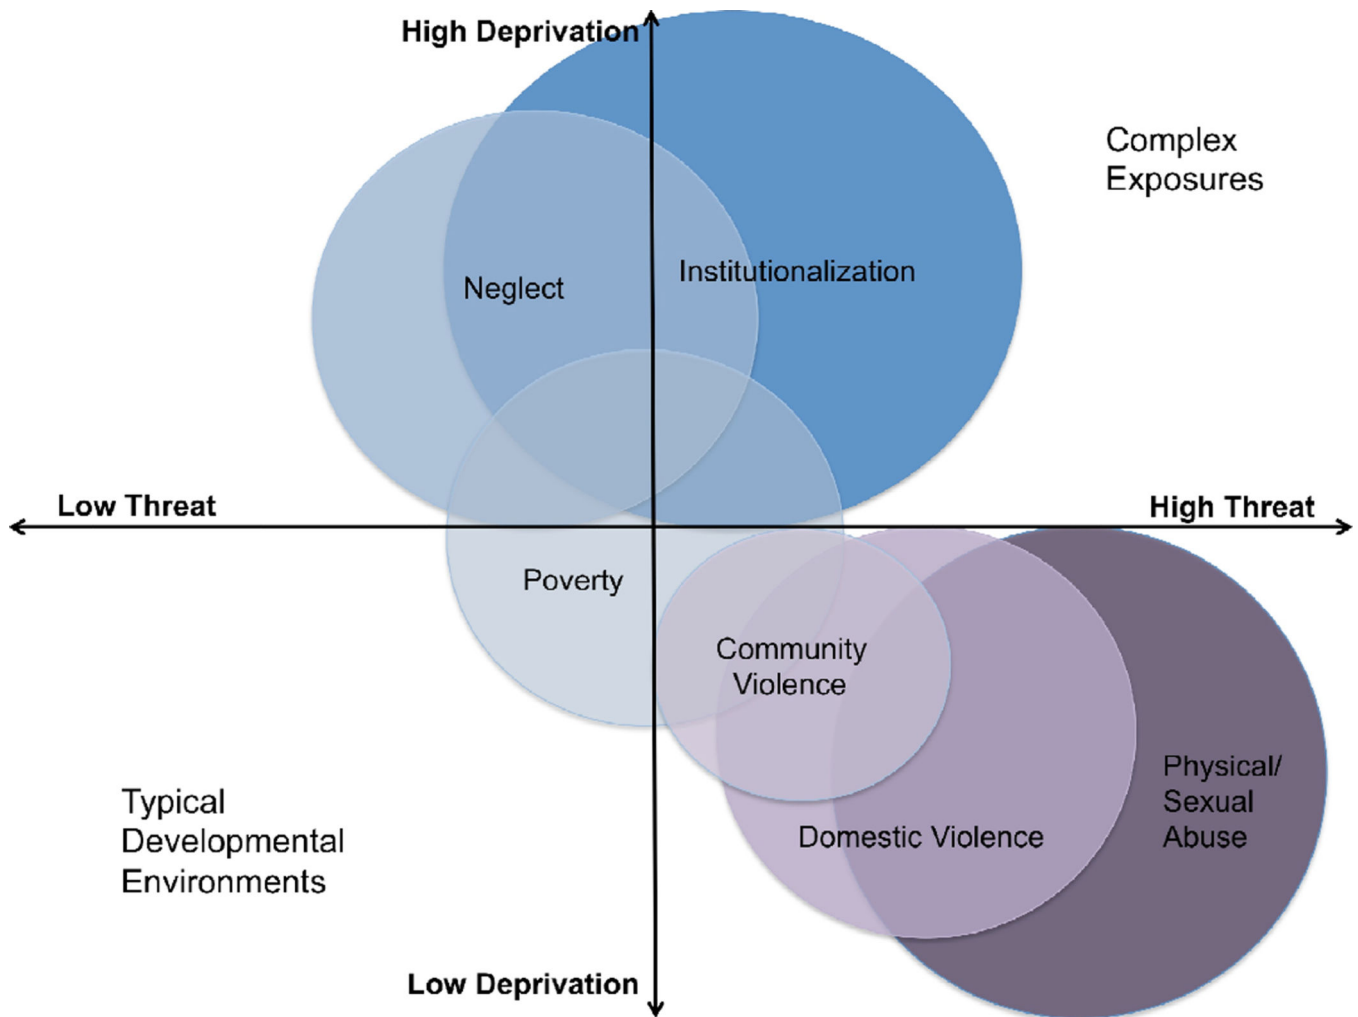 High Deprivation
Complex
Exposures
Neglect
Institutionalization
Low Threat
High Threat
Poverty
Community
Violence
Physical/
Sexual
Abuse
Domestic Violence
Typical
Developmental
Environments
Low Deprivation